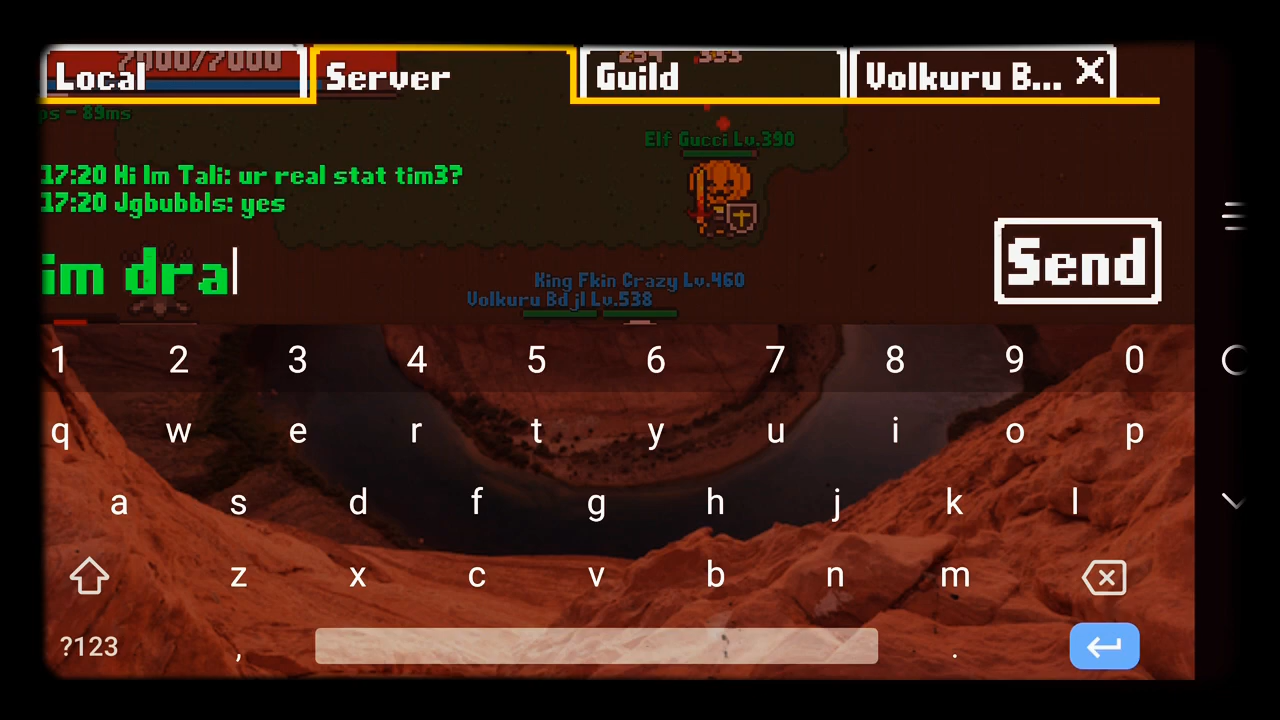 7000/7000
Local Server Guild Volkuru B...
ps - 89ms
Elf Gucci Lv.390
17:20 Hi Im Tali: ur real stat tim3?
17:20 Jgbubbls: yes
im dra
Send
King Fkin Crazy Lv.460
Volkuru Bd jl Lv.538
1 2 3 4 5 6 7 8 9 0
q w e r t y u i o p
a s d f g h j k l
z x c v b n m
?123 , .